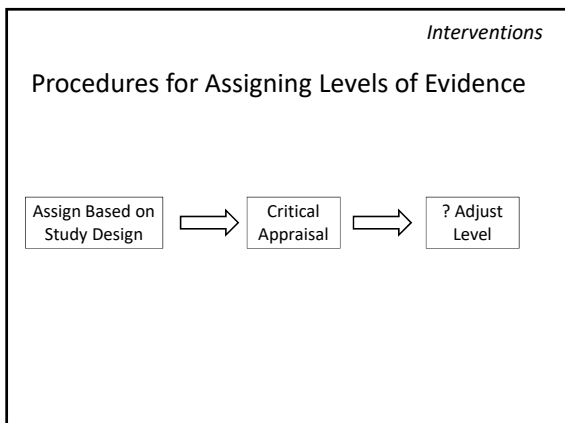 Interventions
Procedures for Assigning Levels of Evidence
Assign Based on
Study Design
Critical
Appraisal
? Adjust
Level